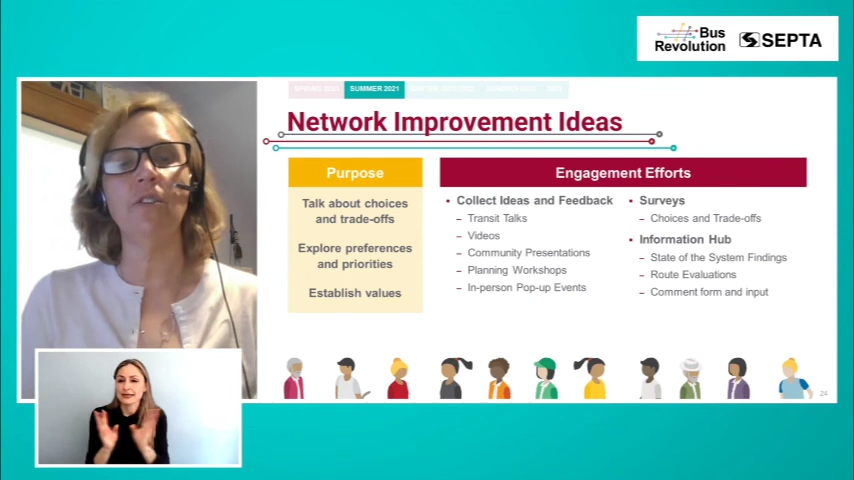 Bus
Revolution
SEPTA
SPRING 2021 SUMMER 2021
Network Improvement Ideas
Purpose
Talk about choices
and trade-offs
Explore preferences
and priorities
Establish values
Engagement Efforts
▪ Collect Ideas and Feedback
– Transit Talks
– Videos
– Community Presentations
– Planning Workshops
– In-person Pop-up Events
▪ Surveys
– Choices and Trade-offs
▪ Information Hub
– State of the System Findings
– Route Evaluations
– Comment form and input
24